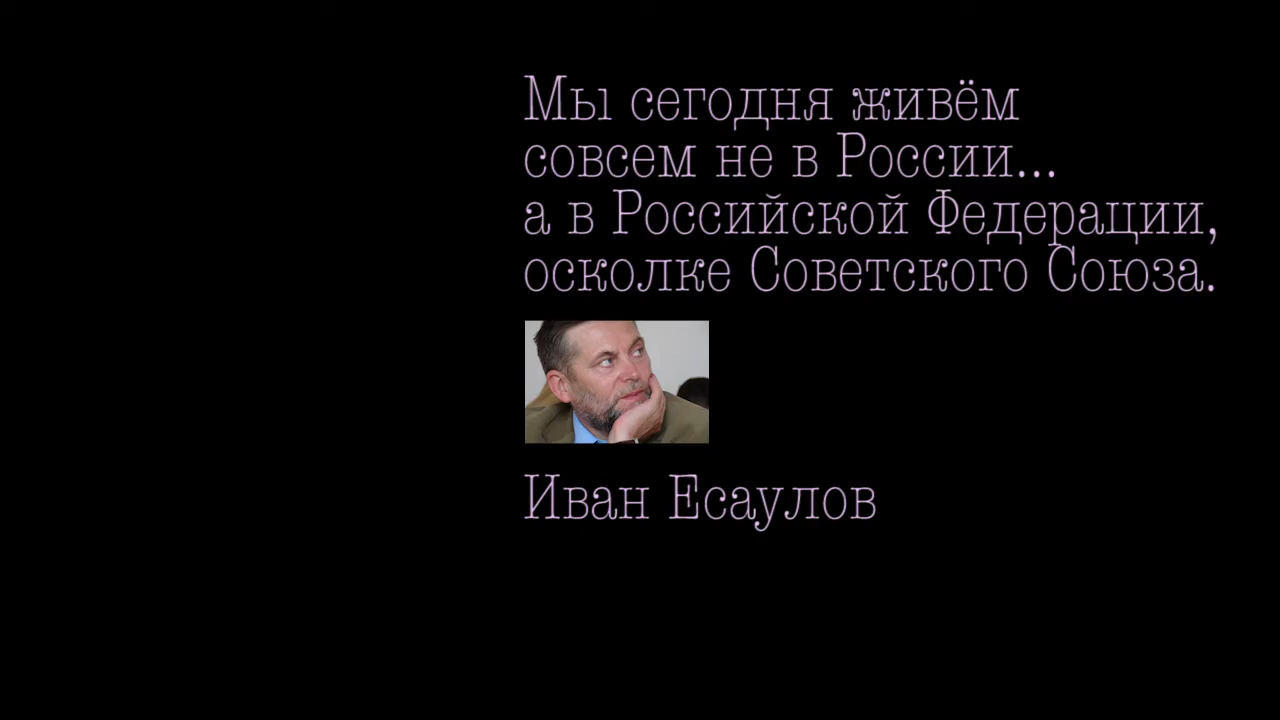 Мы сегодня живём
совсем не в России...
а в Российской Федерации,
осколке Советского Союза.
Иван Есаулов